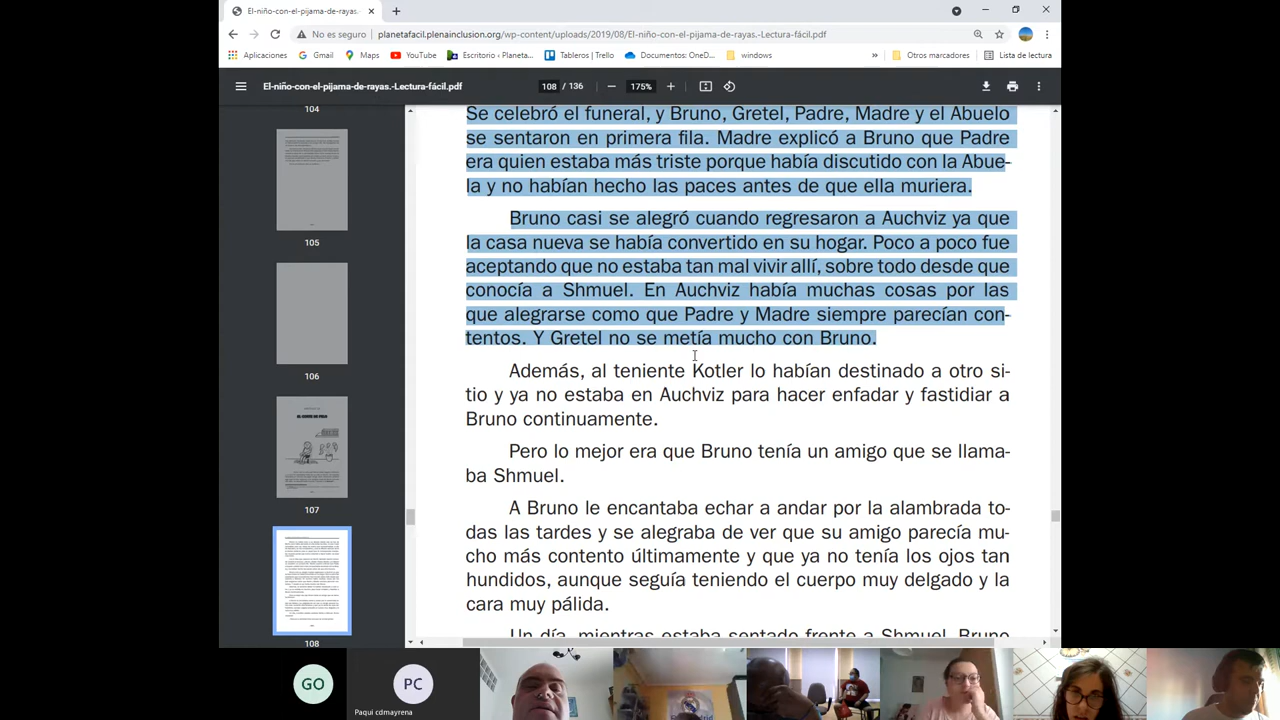 El-niño-con-el-pijama-de-rayas.-
No es seguro planetafacil.plenainclusion.org/wp-content/uploads/2019/08/El-niño-con-el-pijama-de-rayas.-Lectura-fácil.pdf
Aplicaciones Gmail Maps YouTube Escritorio <Planeta... Tableros | Trello Documentos: OneD... windows » Otros marcadores Lista de lectura
El-niño-con-el-pijama-de-rayas.-Lectura-fácil.pdf 108 / 136 175%
104
105
106
107
108
Se celebró el funeral, y Bruno, Gretel, Padre, Madre y el Abuelo
se sentaron en primera fila. Madre explicó a Bruno que Padre
era quien estaba más triste porque había discutido con la Abue-
la y no habían hecho las paces antes de que ella muriera.
Bruno casi se alegró cuando regresaron a Auchviz ya que
la casa nueva se había convertido en su hogar. Poco a poco fue
aceptando que no estaba tan mal vivir allí, sobre todo desde que
conocía a Shmuel. En Auchviz había muchas cosas por las
que alegrarse como que Padre y Madre siempre parecían con-
tentos. Y Gretel no se metía mucho con Bruno.
Además, al teniente Kotler lo habían destinado a otro si-
tio y ya no estaba en Auchviz para hacer enfadar y fastidiar a
Bruno continuamente.
Pero lo mejor era que Bruno tenía un amigo que se llama-
ba Shmuel.
A Bruno le encantaba echar a andar por la alambrada to-
das las tardes y se alegraba de ver que su amigo parecía mu-
cho más contento últimamente y que ya no tenía los ojos tan
hundidos, aunque seguía teniendo el cuerpo muy delgado y la
cara muy pálida.
Un día, mientras estaba sentado frente a Shmuel, Bruno
GO
PC
Paqui cdmayrena